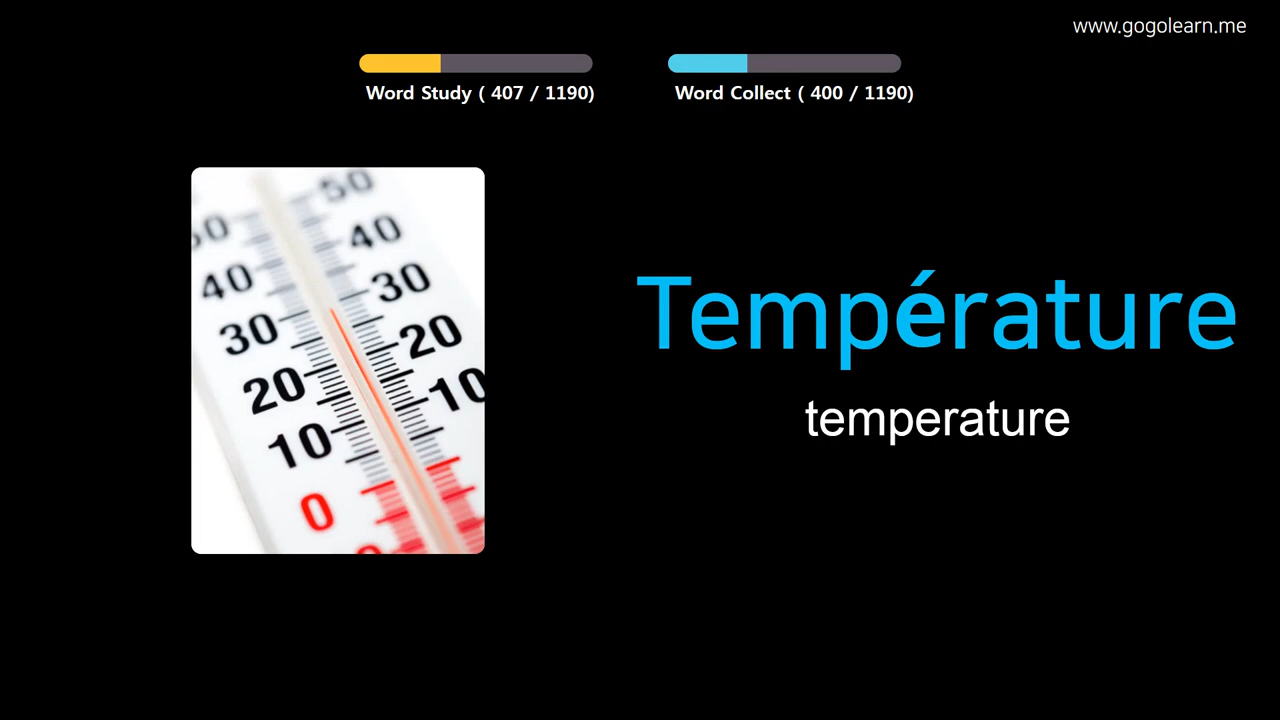 www.gogolearn.me
Word Study ( 407 / 1190)
Word Collect ( 400 / 1190)
50
40
40
30
30
20
20
10
10
0
Température
temperature